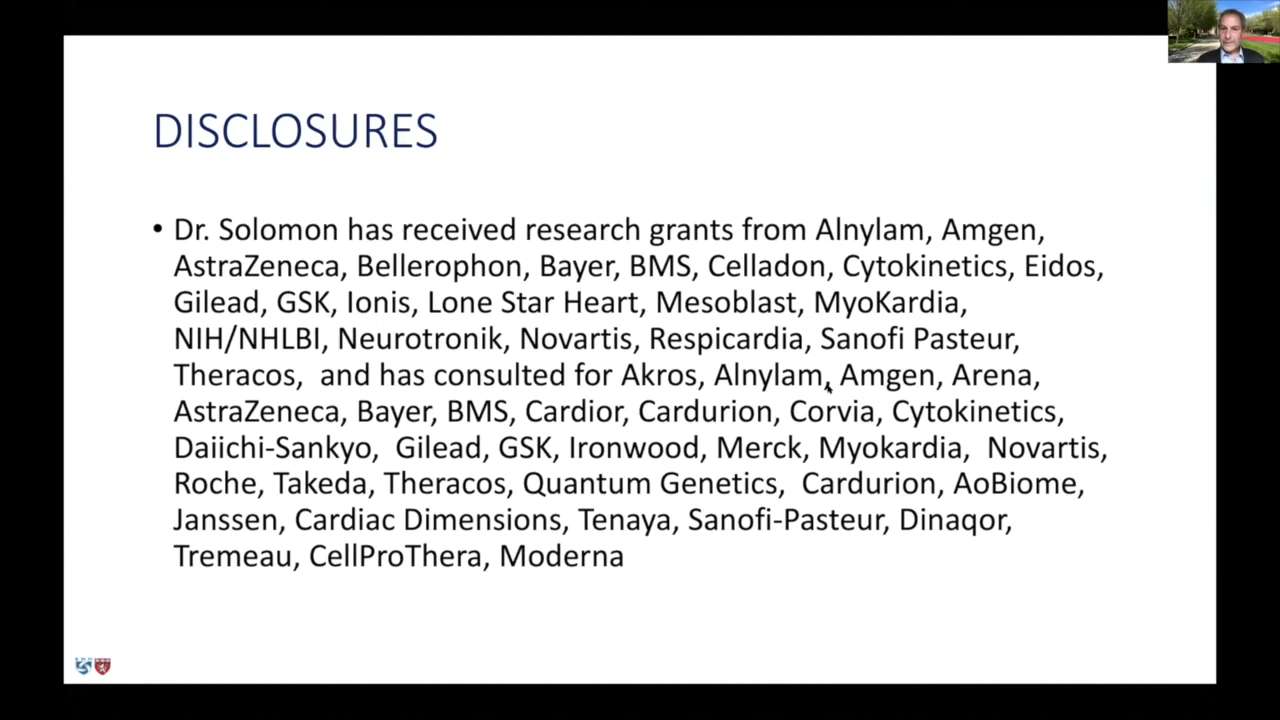 DISCLOSURES
• Dr. Solomon has received research grants from Alnylam, Amgen,
AstraZeneca, Bellerophon, Bayer, BMS, Celladon, Cytokinetics, Eidos,
Gilead, GSK, Ionis, Lone Star Heart, Mesoblast, MyoKardia,
NIH/NHLBI, Neurotronik, Novartis, Respicardia, Sanofi Pasteur,
Theracos,  and has consulted for Akros, Alnylam, Amgen, Arena,
AstraZeneca, Bayer, BMS, Cardior, Cardurion, Corvia, Cytokinetics,
Daiichi-Sankyo,  Gilead, GSK, Ironwood, Merck, Myokardia,  Novartis,
Roche, Takeda, Theracos, Quantum Genetics,  Cardurion, AoBiome,
Janssen, Cardiac Dimensions, Tenaya, Sanofi-Pasteur, Dinaqor,
Tremeau, CellProThera, Moderna